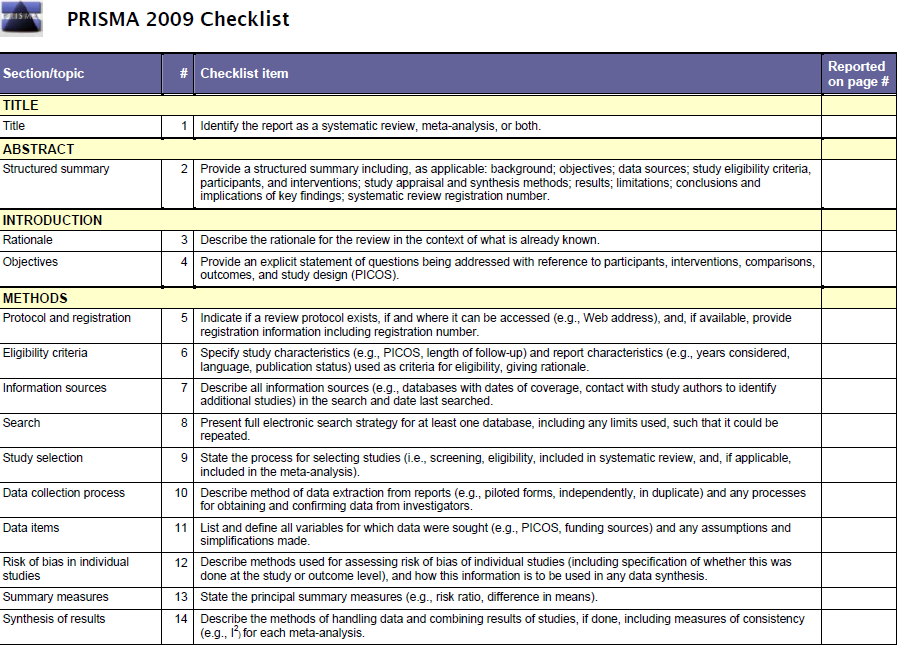 PRISMA
PRISMA 2009 Checklist
Section/topic # Checklist item Reported
on page #
TITLE
Title 1 Identify the report as a systematic review, meta-analysis, or both.
ABSTRACT
Structured summary 2 Provide a structured summary including, as applicable: background; objectives; data sources; study eligibility criteria,
participants, and interventions; study appraisal and synthesis methods; results; limitations; conclusions and
implications of key findings; systematic review registration number.
INTRODUCTION
Rationale 3 Describe the rationale for the review in the context of what is already known.
Objectives 4 Provide an explicit statement of questions being addressed with reference to participants, interventions, comparisons,
outcomes, and study design (PICOS).
METHODS
Protocol and registration 5 Indicate if a review protocol exists, if and where it can be accessed (e.g., Web address), and, if available, provide
registration information including registration number.
Eligibility criteria 6 Specify study characteristics (e.g., PICOS, length of follow-up) and report characteristics (e.g., years considered,
language, publication status) used as criteria for eligibility, giving rationale.
Information sources 7 Describe all information sources (e.g., databases with dates of coverage, contact with study authors to identify
additional studies) in the search and date last searched.
Search 8 Present full electronic search strategy for at least one database, including any limits used, such that it could be
repeated.
Study selection 9 State the process for selecting studies (i.e., screening, eligibility, included in systematic review, and, if applicable,
included in the meta-analysis).
Data collection process 10 Describe method of data extraction from reports (e.g., piloted forms, independently, in duplicate) and any processes
for obtaining and confirming data from investigators.
Data items 11 List and define all variables for which data were sought (e.g., PICOS, funding sources) and any assumptions and
simplifications made.
Risk of bias in individual
studies 12 Describe methods used for assessing risk of bias of individual studies (including specification of whether this was
done at the study or outcome level), and how this information is to be used in any data synthesis.
Summary measures 13 State the principal summary measures (e.g., risk ratio, difference in means).
Synthesis of results 14 Describe the methods of handling data and combining results of studies, if done, including measures of consistency
(e.g., I²) for each meta-analysis.